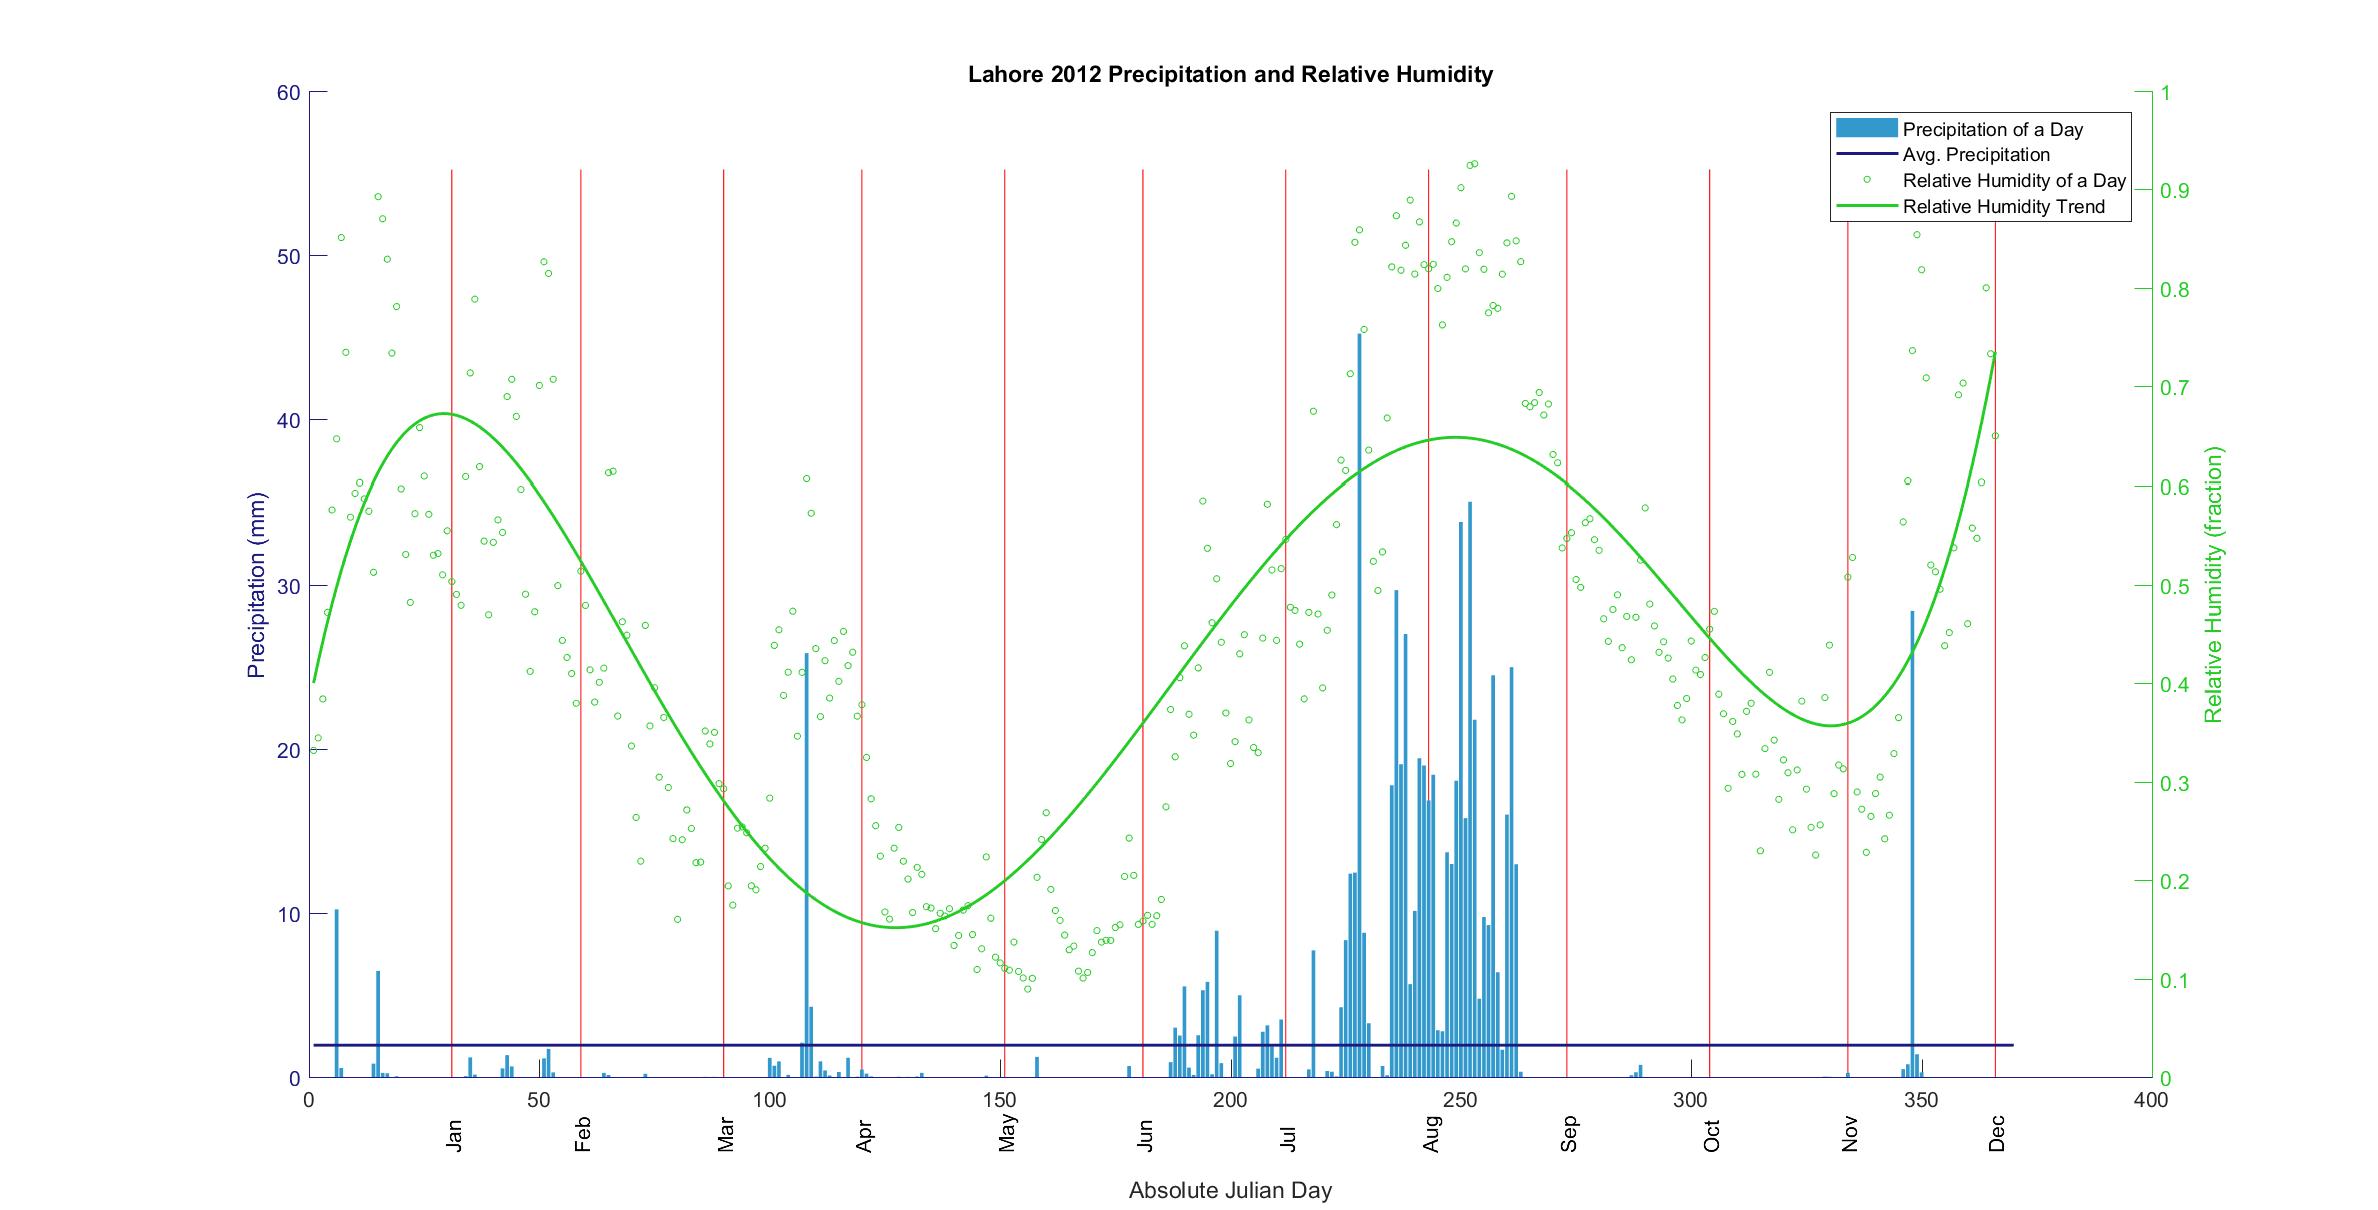 Lahore 2012 Precipitation and Relative Humidity
Precipitation of a Day
Avg. Precipitation
Relative Humidity of a Day
Relative Humidity Trend
Precipitation (mm)
60
50
40
30
20
10
0
Relative Humidity (fraction)
1
0.9
0.8
0.7
0.6
0.5
0.4
0.3
0.2
0.1
0
0 50 100 150 200 250 300 350 400
Jan Feb Mar Apr May Jun Jul Aug Sep Oct Nov Dec
Absolute Julian Day